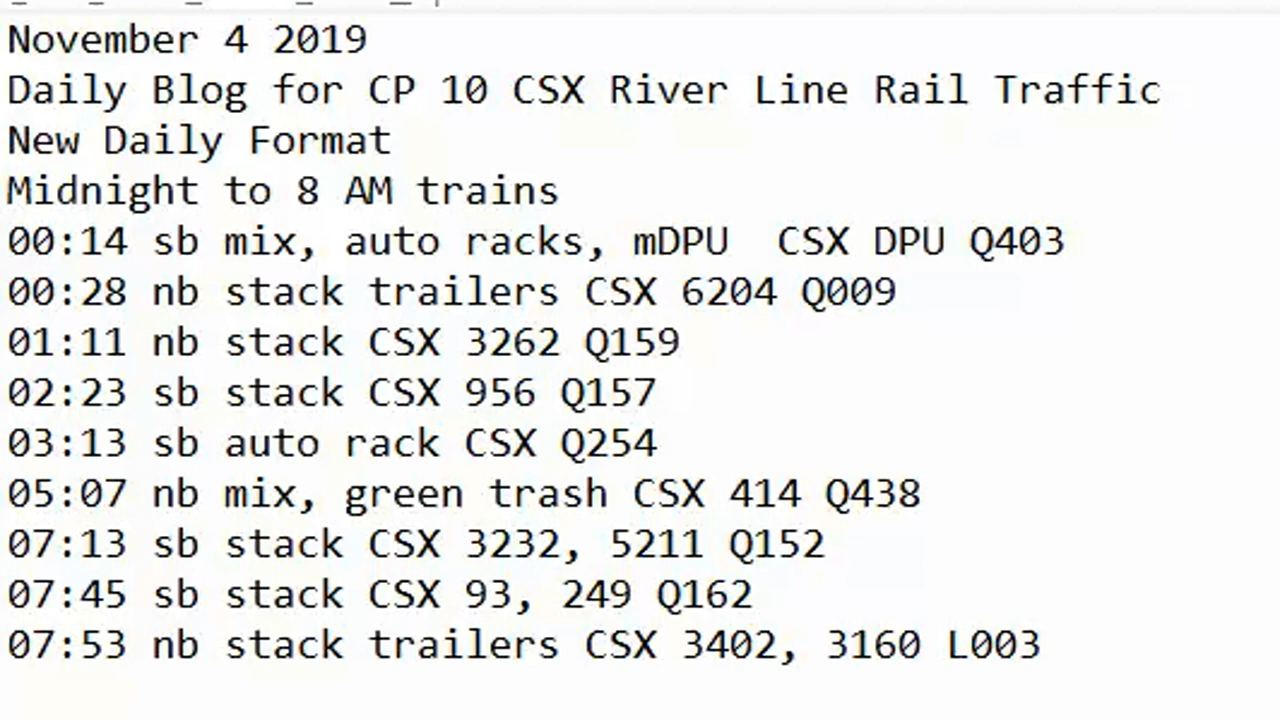 November 4 2019
Daily Blog for CP 10 CSX River Line Rail Traffic
New Daily Format
Midnight to 8 AM trains
00:14 sb mix, auto racks, mDPU  CSX DPU Q403
00:28 nb stack trailers CSX 6204 Q009
01:11 nb stack CSX 3262 Q159
02:23 sb stack CSX 956 Q157
03:13 sb auto rack CSX Q254
05:07 nb mix, green trash CSX 414 Q438
07:13 sb stack CSX 3232, 5211 Q152
07:45 sb stack CSX 93, 249 Q162
07:53 nb stack trailers CSX 3402, 3160 L003